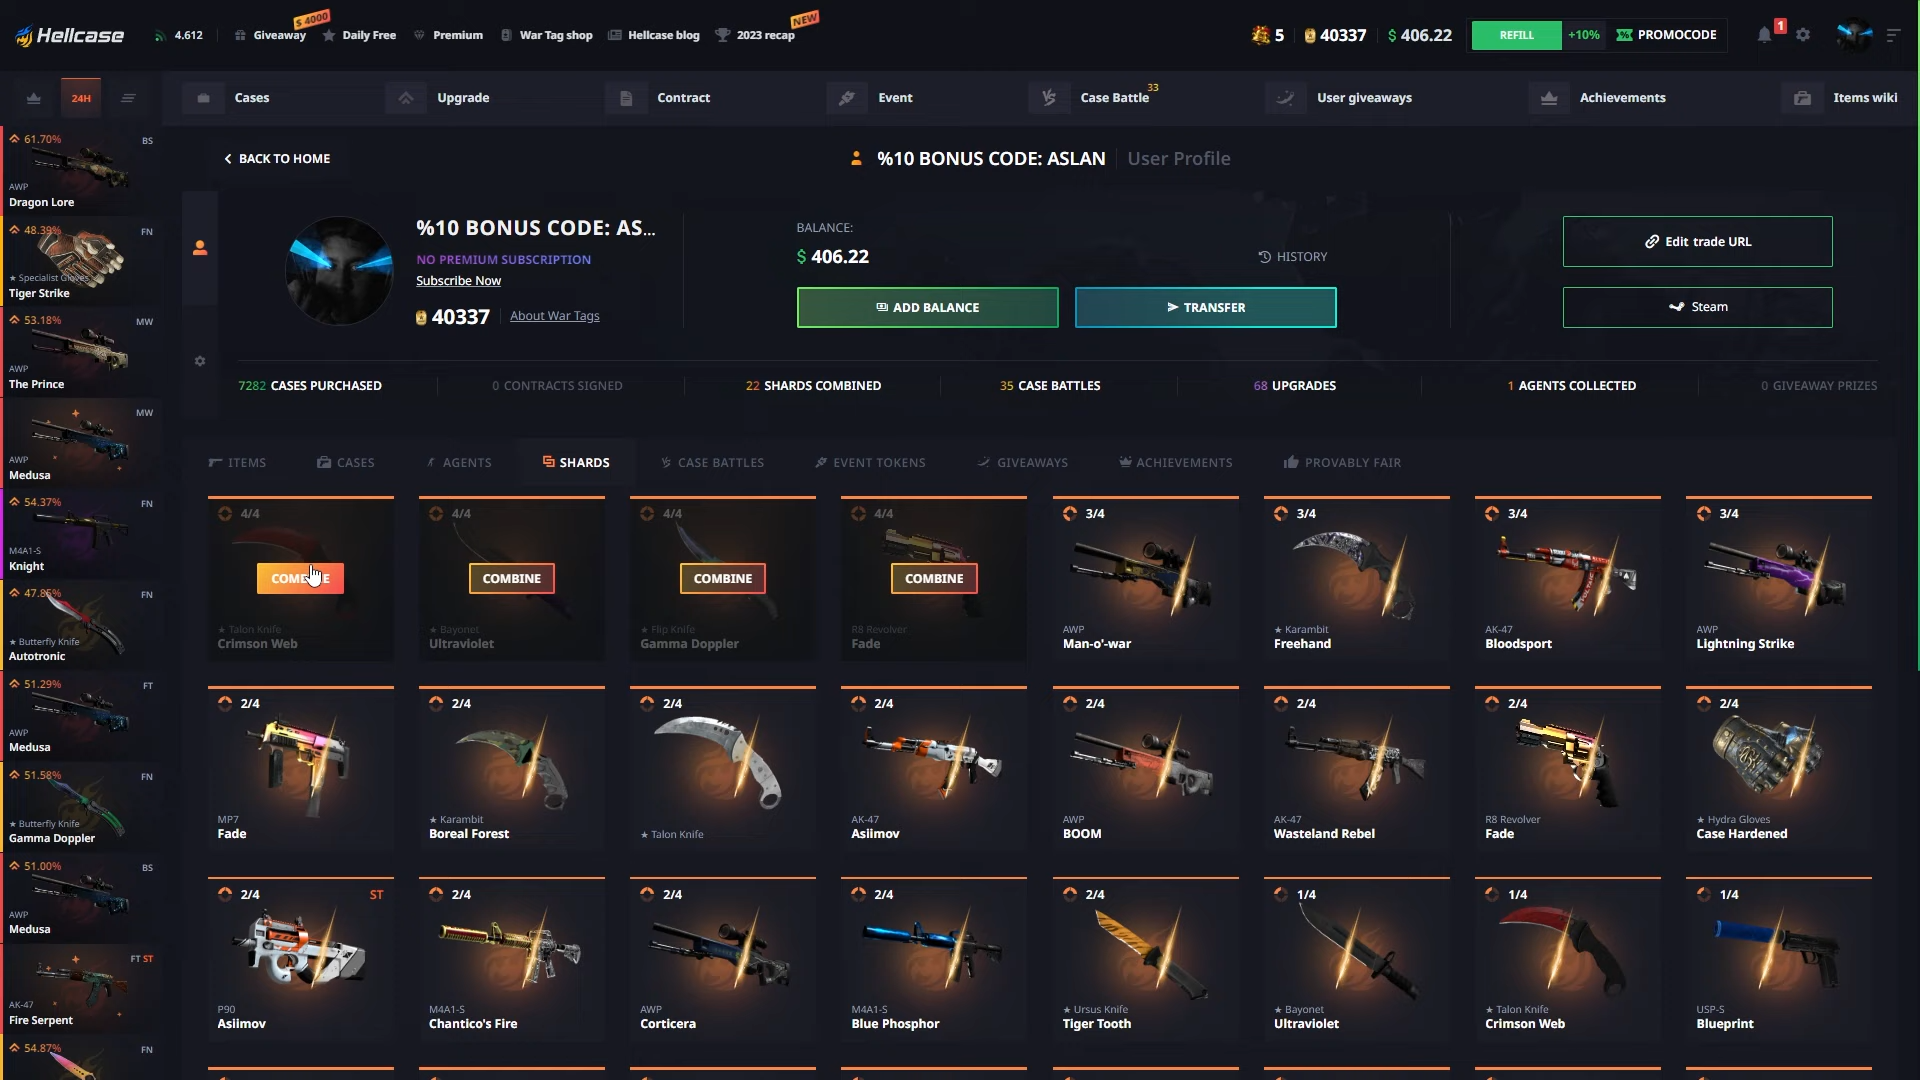 Hellcase
4.612
Giveaway
$ 4000
Daily Free
Premium
War Tag shop
Hellcase blog
2023 recap
NEW
5
40337
$ 406.22
REFILL
+10%
PROMOCODE
1
24H
Cases
Upgrade
Contract
Event
Case Battle
33
User giveaways
Achievements
Items wiki
61.70%
BS
AWP
Dragon Lore
48.39%
FN
★ Specialist Gloves
Tiger Strike
53.18%
MW
AWP
The Prince
MW
AWP
Medusa
54.37%
FN
M4A1-S
Knight
47.85%
FN
★ Butterfly Knife
Autotronic
51.29%
FT
AWP
Medusa
51.58%
FN
★ Butterfly Knife
Gamma Doppler
51.00%
BS
AWP
Medusa
FT ST
AK-47
Fire Serpent
54.87%
FN
BACK TO HOME
%10 BONUS CODE: ASLAN
User Profile
%10 BONUS CODE: AS...
NO PREMIUM SUBSCRIPTION
Subscribe Now
40337
About War Tags
BALANCE:
$ 406.22
HISTORY
ADD BALANCE
TRANSFER
Edit trade URL
Steam
7282 CASES PURCHASED
0 CONTRACTS SIGNED
22 SHARDS COMBINED
35 CASE BATTLES
68 UPGRADES
1 AGENTS COLLECTED
0 GIVEAWAY PRIZES
ITEMS
CASES
AGENTS
SHARDS
CASE BATTLES
EVENT TOKENS
GIVEAWAYS
ACHIEVEMENTS
PROVABLY FAIR
4/4
COMBINE
★ Talon Knife
Crimson Web
4/4
COMBINE
★ Bayonet
Ultraviolet
4/4
COMBINE
★ Flip Knife
Gamma Doppler
4/4
COMBINE
R8 Revolver
Fade
3/4
AWP
Man-o'-war
3/4
★ Karambit
Freehand
3/4
AK-47
Bloodsport
3/4
AWP
Lightning Strike
2/4
MP7
Fade
2/4
★ Karambit
Boreal Forest
2/4
★ Talon Knife
2/4
AK-47
Asiimov
2/4
AWP
BOOM
2/4
AK-47
Wasteland Rebel
2/4
R8 Revolver
Fade
2/4
★ Hydra Gloves
Case Hardened
2/4
ST
P90
Asiimov
2/4
M4A1-S
Chantico's Fire
2/4
AWP
Corticera
2/4
M4A1-S
Blue Phosphor
2/4
★ Ursus Knife
Tiger Tooth
1/4
★ Bayonet
Ultraviolet
1/4
★ Talon Knife
Crimson Web
1/4
USP-S
Blueprint